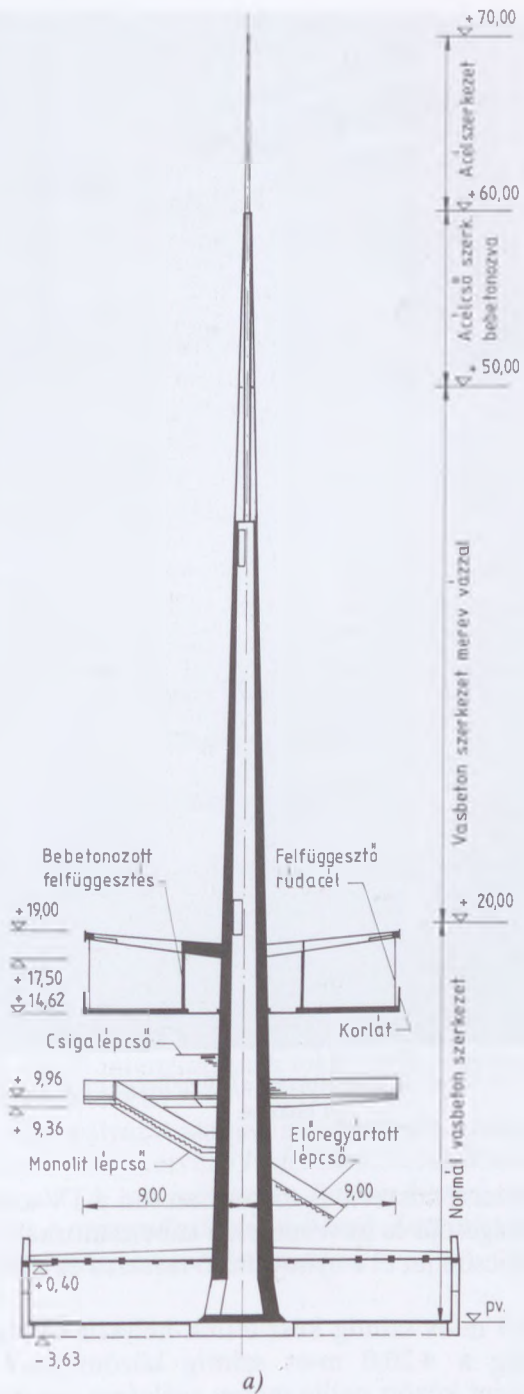 + 70,00
Acélszerkezet
+ 60,00
Acélcső szerk.
bebetonozva
+ 50,00
Vasbeton szerkezet merev vázzal
Bebetonozott
felfüggesztés
Felfüggesztő
rúdacél
+ 20,00
+ 19,00
+ 17,50
+ 14,62
Korlát
Csigalépcső
+ 9,96
+ 9,36
Monolit lépcső
Előregyártott
lépcső
9,00
9,00
Normál vasbeton szerkezet
+ 0,40
pv.
- 3,63
a)